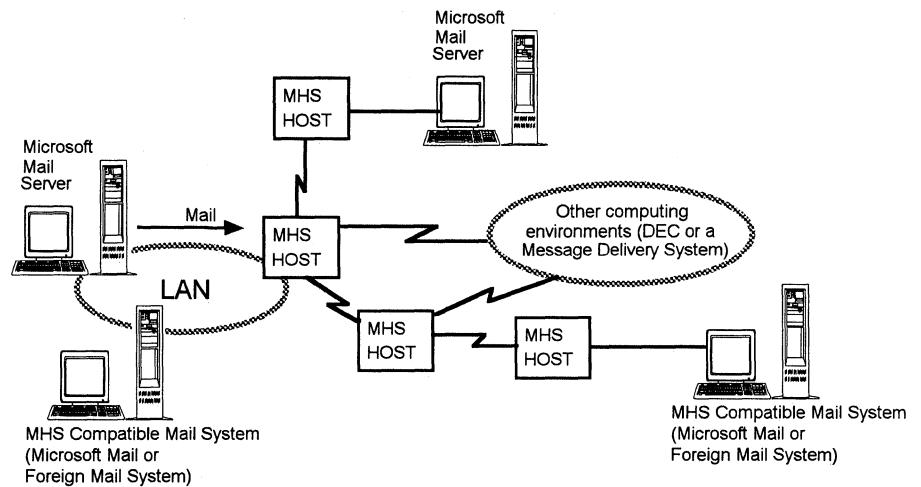 Microsoft
Mail
Server
MHS
HOST
Microsoft
Mail
Server
Mail
MHS
HOST
Other computing
environments (DEC or a
Message Delivery System)
LAN
MHS
HOST
MHS
HOST
MHS Compatible Mail System
(Microsoft Mail or
Foreign Mail System)
MHS Compatible Mail System
(Microsoft Mail or
Foreign Mail System)